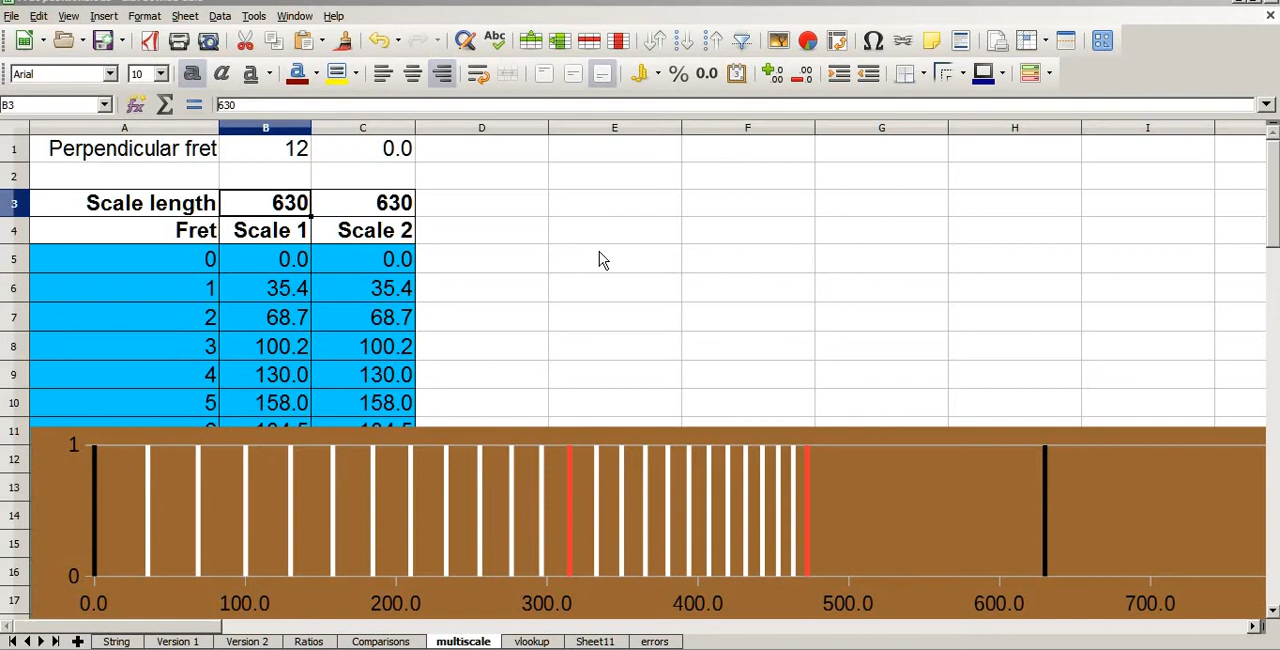 File Edit View Insert Format Sheet Data Tools Window Help
Arial 10
B3 630
A B C D E F G H I
1 Perpendicular fret 12 0.0
2
3 Scale length 630 630
4 Fret Scale 1 Scale 2
5 0 0.0 0.0
6 1 35.4 35.4
7 2 68.7 68.7
8 3 100.2 100.2
9 4 130.0 130.0
10 5 158.0 158.0
11
12
13
14
15
16
17
1
0
0.0 100.0 200.0 300.0 400.0 500.0 600.0 700.0
String Version 1 Version 2 Ratios Comparisons multiscale vlookup Sheet11 errors